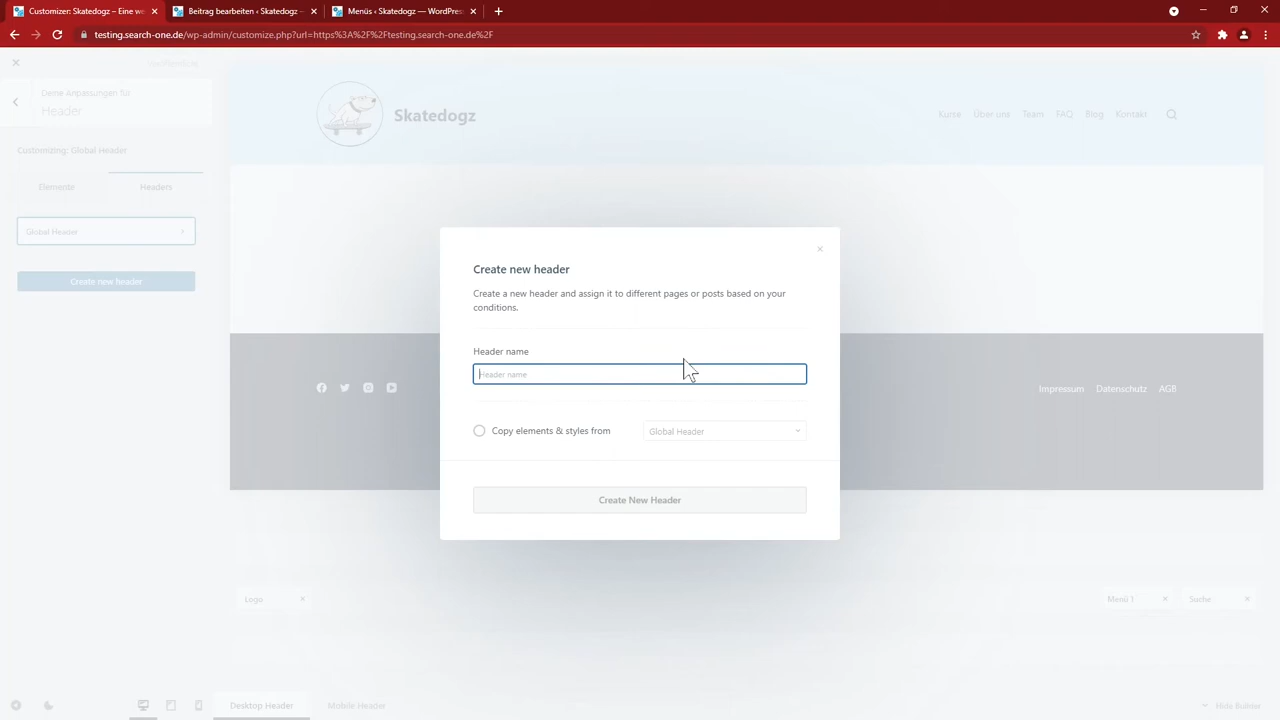 Customizer: Skatedogz – Eine we
Beitrag bearbeiten ‹ Skatedogz —
Menüs ‹ Skatedogz — WordPres
testing.search-one.de/wp-admin/customize.php?url=https%3A%2F%2Ftesting.search-one.de%2F
Deine Anpassungen für
Header
Customizing: Global Header
Elemente
Headers
Global Header
Create new header
Skatedogz
Kurse
Über uns
Team
FAQ
Blog
Kontakt
Create new header
Create a new header and assign it to different pages or posts based on your
conditions.
Header name
Header name
Copy elements & styles from
Global Header
Create New Header
Impressum
Datenschutz
AGB
Logo
Menü 1
Suche
Desktop Header
Mobile Header
Hide Builder